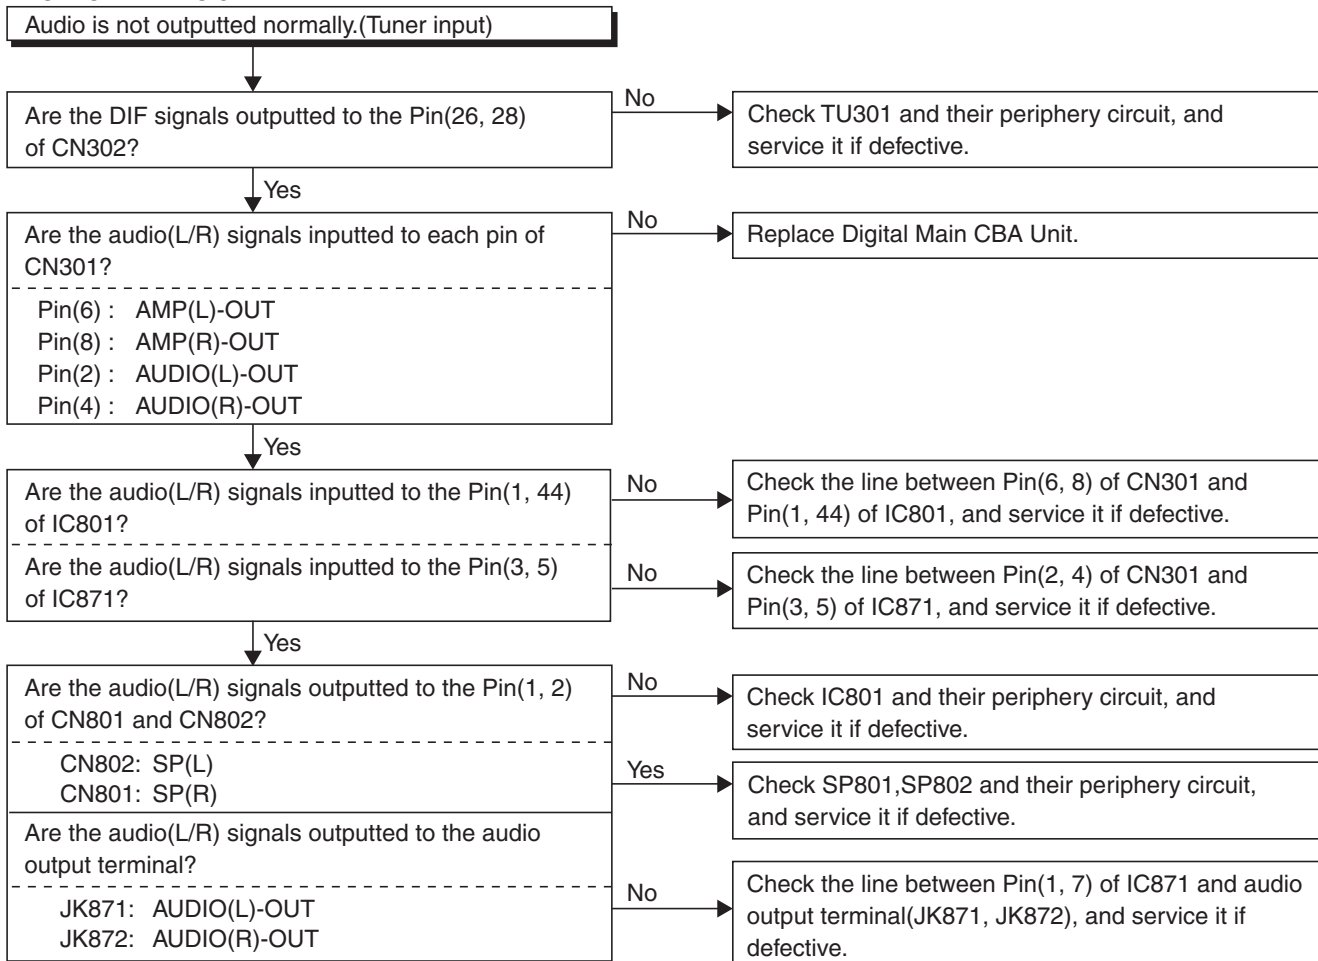 Audio is not outputted normally.(Tuner input)
Are the DIF signals outputted to the Pin(26, 28)
of CN302?
No
Check TU301 and their periphery circuit, and
service it if defective.
Yes
Are the audio(L/R) signals inputted to each pin of
CN301?
No
Replace Digital Main CBA Unit.
Pin(6) : AMP(L)-OUT
Pin(8) : AMP(R)-OUT
Pin(2) : AUDIO(L)-OUT
Pin(4) : AUDIO(R)-OUT
Yes
Are the audio(L/R) signals inputted to the Pin(1, 44)
of IC801?
No
Check the line between Pin(6, 8) of CN301 and
Pin(1, 44) of IC801, and service it if defective.
Are the audio(L/R) signals inputted to the Pin(3, 5)
of IC871?
No
Check the line between Pin(2, 4) of CN301 and
Pin(3, 5) of IC871, and service it if defective.
Yes
Are the audio(L/R) signals outputted to the Pin(1, 2)
of CN801 and CN802?
No
Check IC801 and their periphery circuit, and
service it if defective.
CN802: SP(L)
CN801: SP(R)
Yes
Check SP801,SP802 and their periphery circuit,
and service it if defective.
Are the audio(L/R) signals outputted to the audio
output terminal?
JK871: AUDIO(L)-OUT
JK872: AUDIO(R)-OUT
No
Check the line between Pin(1, 7) of IC871 and audio
output terminal(JK871, JK872), and service it if
defective.